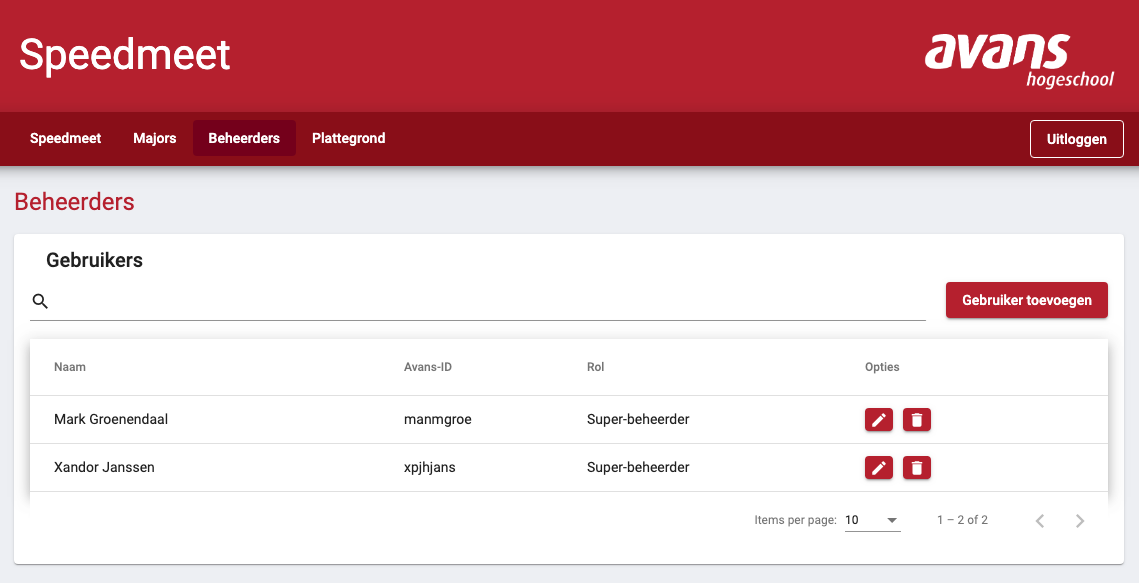 Speedmeet
avans
hogeschool
Speedmeet Majors Beheerders Plattegrond Uitloggen
Beheerders
Gebruikers
Gebruiker toevoegen
Naam Avans-ID Rol Opties
Mark Groenendaal manmgroe Super-beheerder
Xandor Janssen xpjhjans Super-beheerder
Items per page: 10 1 – 2 of 2